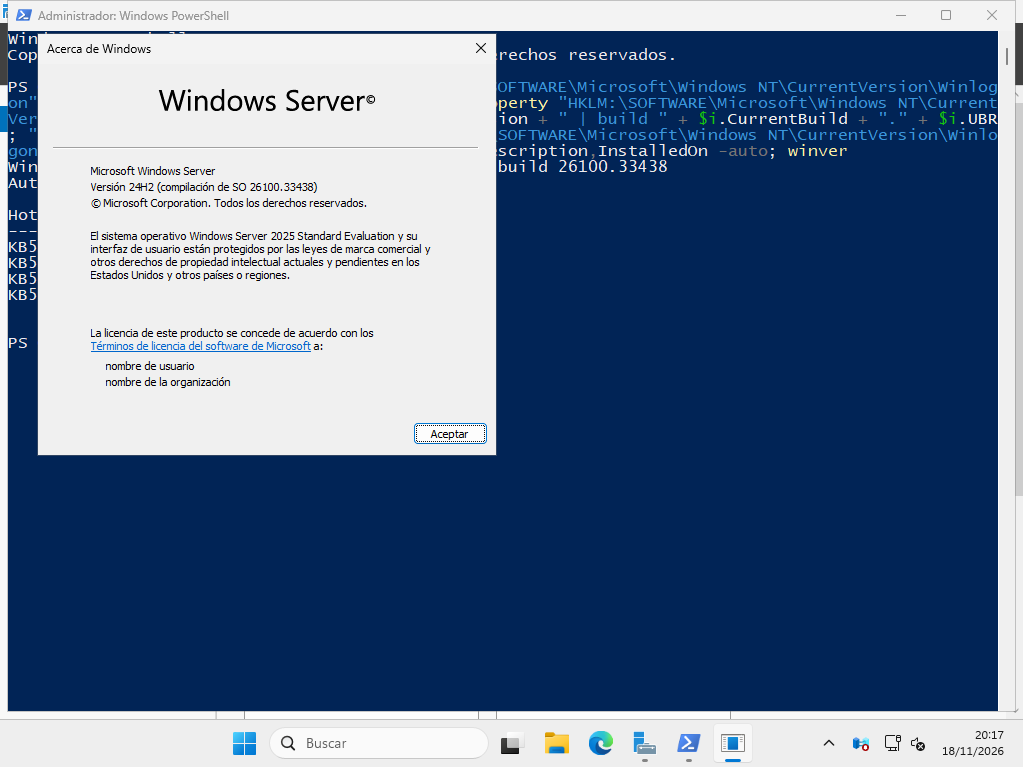 Administrador: Windows PowerShell
Acerca de Windows
rechos reservados.
PS
SOFTWARE\Microsoft\Windows NT\CurrentVersion\Winlog
on"
operty "HKLM:\SOFTWARE\Microsoft\Windows NT\Current
Ver
ion + " | build " + $i.CurrentBuild + "." + $i.UBR
; "
SOFTWARE\Microsoft\Windows NT\CurrentVersion\Winlo
gon
scription,InstalledOn -auto; winver
Win
build 26100.33438
Aut
Hot
---
KB5
KB5
KB5
KB5
PS
Windows Server©
Microsoft Windows Server
Versión 24H2 (compilación de SO 26100.33438)
© Microsoft Corporation. Todos los derechos reservados.
El sistema operativo Windows Server 2025 Standard Evaluation y su
interfaz de usuario están protegidos por las leyes de marca comercial y
otros derechos de propiedad intelectual actuales y pendientes en los
Estados Unidos y otros países o regiones.
La licencia de este producto se concede de acuerdo con los
Términos de licencia del software de Microsoft a:
nombre de usuario
nombre de la organización
Aceptar
Buscar
20:17
18/11/2026